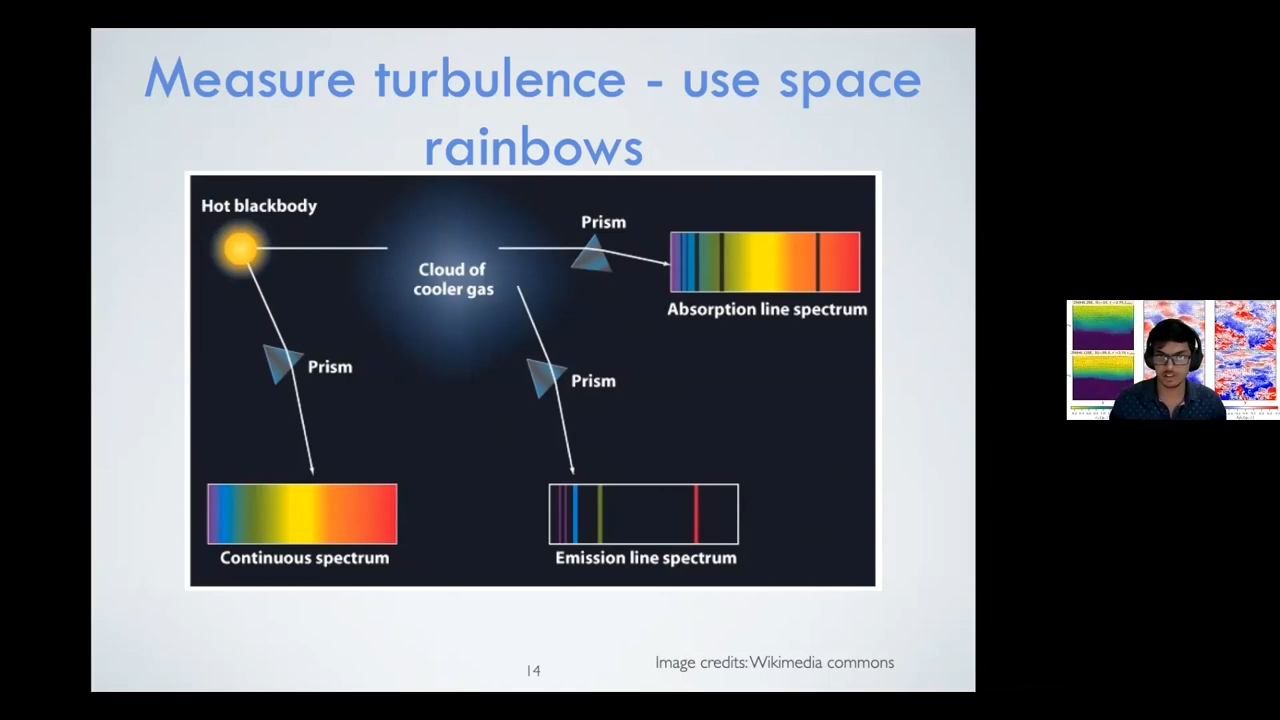 Measure turbulence - use space
rainbows
Hot blackbody
Prism
Cloud of
cooler gas
Absorption line spectrum
Prism
Prism
Continuous spectrum
Emission line spectrum
14
Image credits: Wikimedia commons